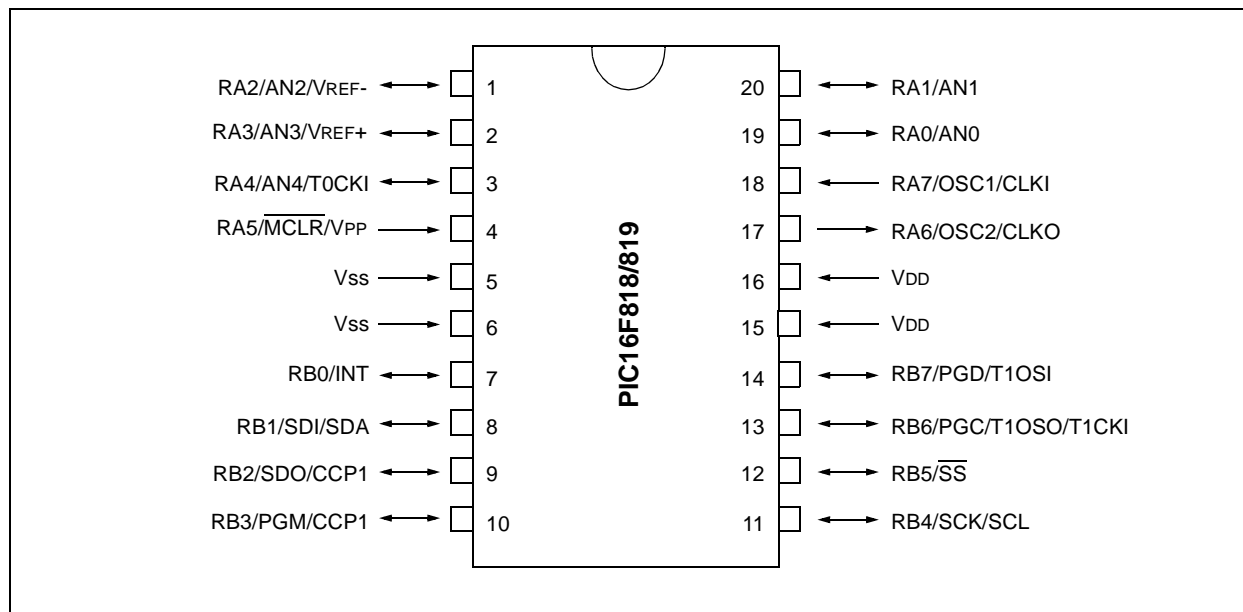 RA2/AN2/VREF- 1
RA3/AN3/VREF+ 2
RA4/AN4/T0CKI 3
RA5/M̅C̅L̅R̅/VPP 4
VSS 5
VSS 6
RB0/INT 7
RB1/SDI/SDA 8
RB2/SDO/CCP1 9
RB3/PGM/CCP1 10
PIC16F818/819
20 RA1/AN1
19 RA0/AN0
18 RA7/OSC1/CLKI
17 RA6/OSC2/CLKO
16 VDD
15 VDD
14 RB7/PGD/T1OSI
13 RB6/PGC/T1OSO/T1CKI
12 RB5/S̅S̅
11 RB4/SCK/SCL